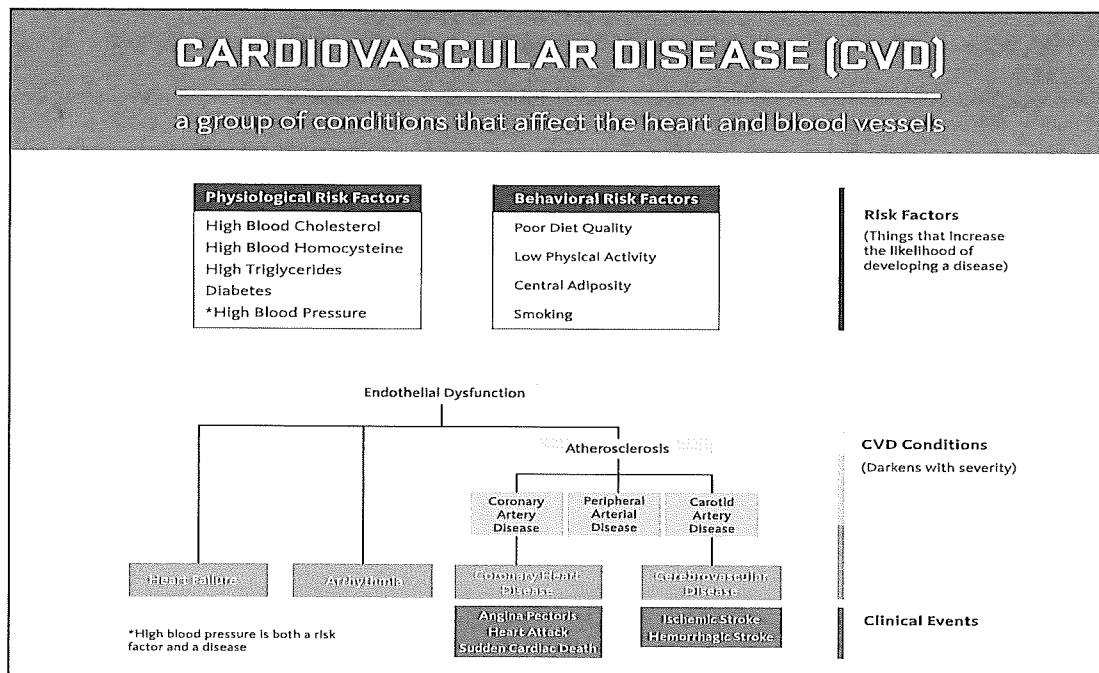 CARDIOVASCULAR DISEASE (CVD)
a group of conditions that affect the heart and blood vessels
Physiological Risk Factors
High Blood Cholesterol
High Blood Homocysteine
High Triglycerides
Diabetes
*High Blood Pressure
Behavioral Risk Factors
Poor Diet Quality
Low Physical Activity
Central Adiposity
Smoking
Risk Factors
(Things that increase
the likelihood of
developing a disease)
Endothelial Dysfunction
Atherosclerosis
CVD Conditions
(Darkens with severity)
Coronary
Artery
Disease
Peripheral
Arterial
Disease
Carotid
Artery
Disease
Heart Failure
Arrhythmia
Coronary Heart
Disease
Cerebrovascular
Disease
Angina Pectoris
Heart Attack
Sudden Cardiac Death
Ischemic Stroke
Hemorrhagic Stroke
Clinical Events
*High blood pressure is both a risk
factor and a disease